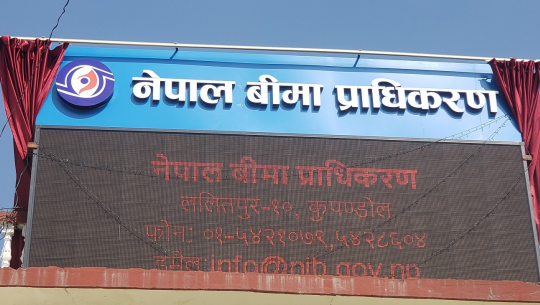 नेपाल बीमा प्राधिकरण
नेपाल बीमा प्राधिकरण
ललितपुर-१०, कुपण्डोल
फोन: ०१-५४२१०७९,५४२८६०४
इमेल:info@nib.gov.np